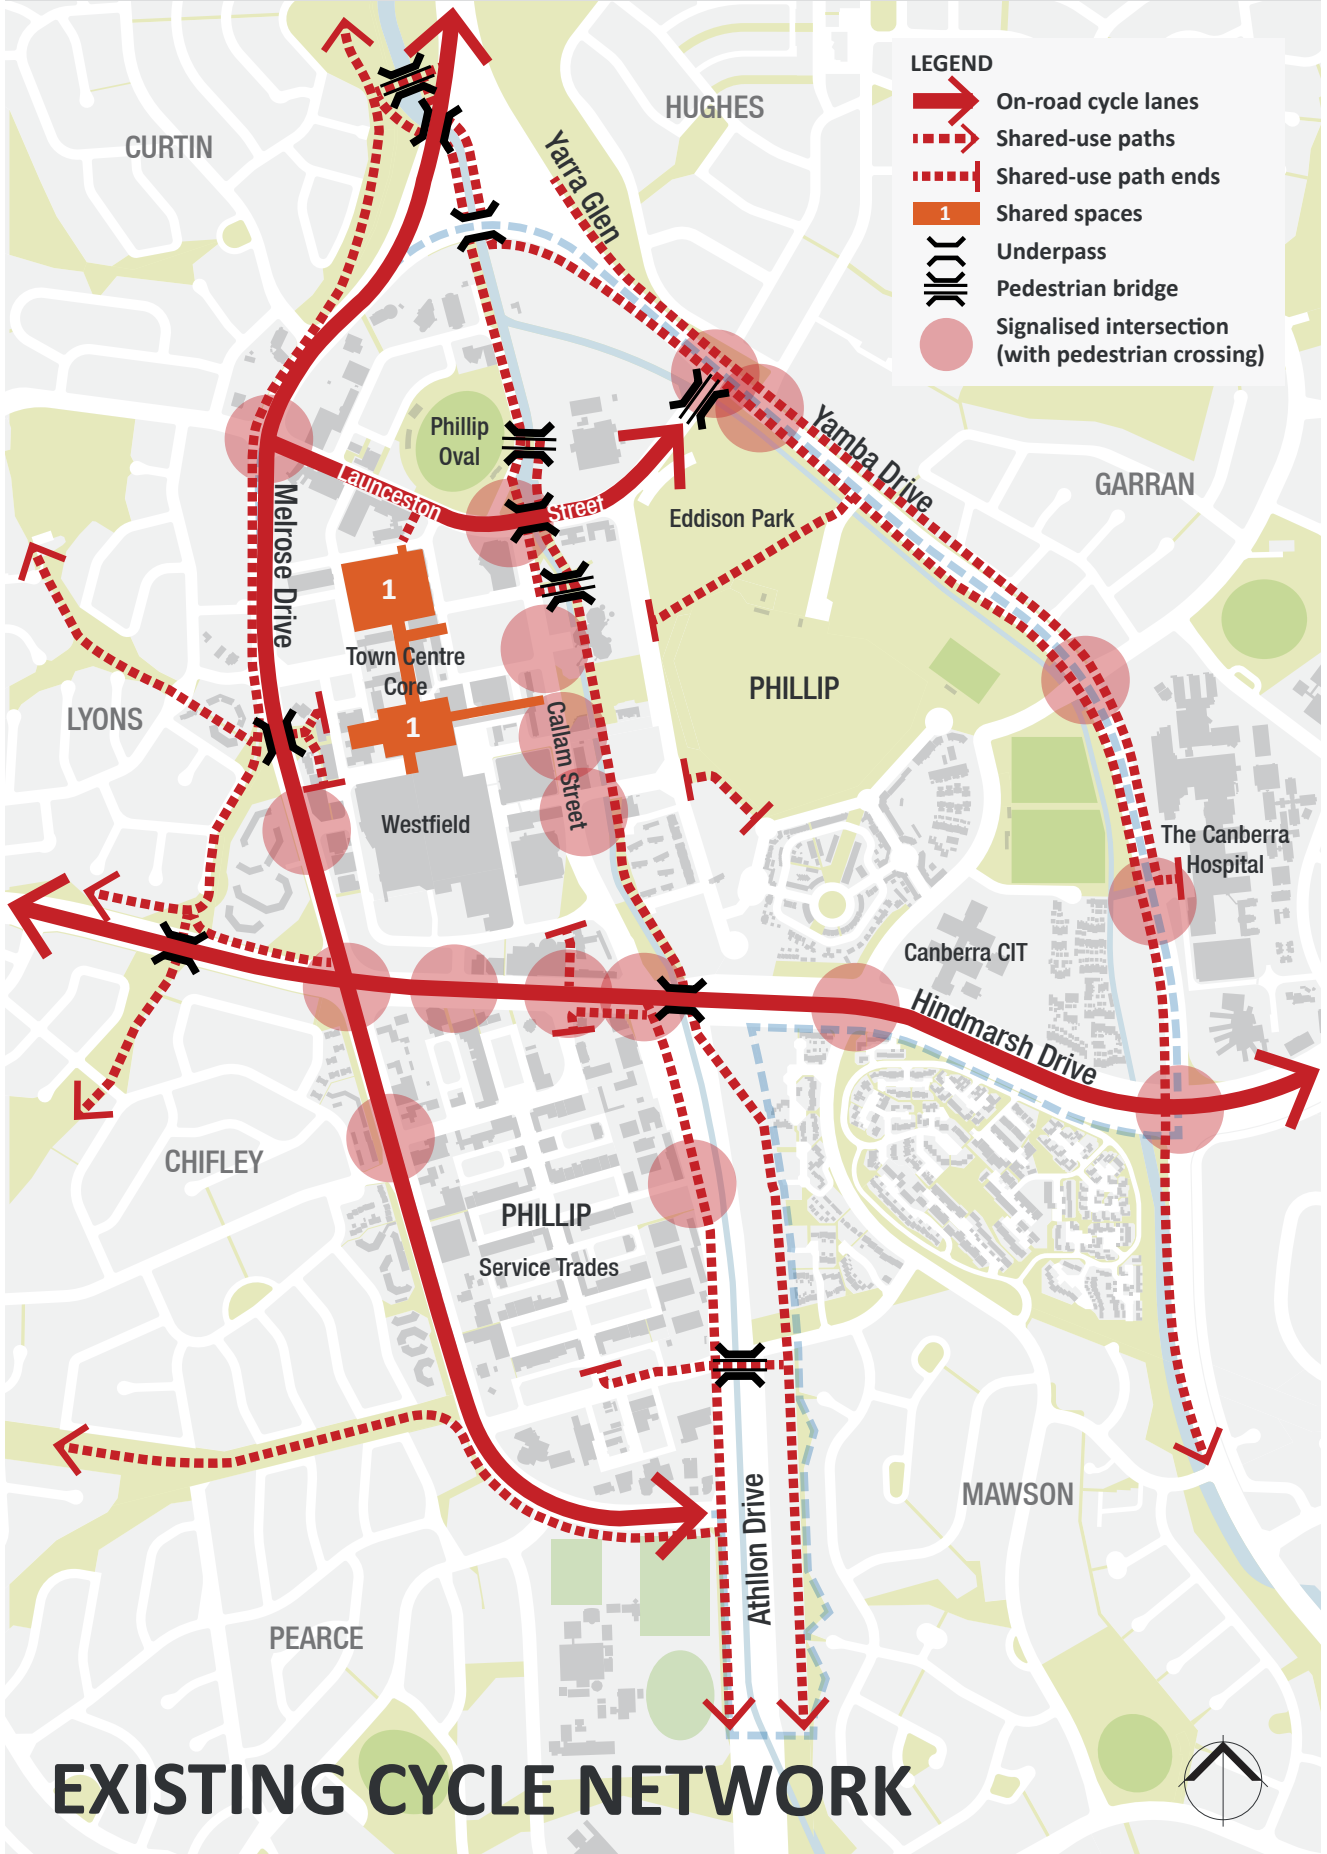 LEGEND
On-road cycle lanes
Shared-use paths
Shared-use path ends
1 Shared spaces
Underpass
Pedestrian bridge
Signalised intersection
(with pedestrian crossing)
HUGHES
CURTIN
Yarra Glen
Phillip
Oval
Yamba Drive
GARRAN
Launceston
Street
Eddison Park
Melrose Drive
1
Town Centre
Core
PHILLIP
LYONS
1
Callam Street
Westfield
The Canberra
Hospital
Canberra CIT
Hindmarsh Drive
CHIFLEY
PHILLIP
Service Trades
MAWSON
Athllon Drive
PEARCE
EXISTING CYCLE NETWORK